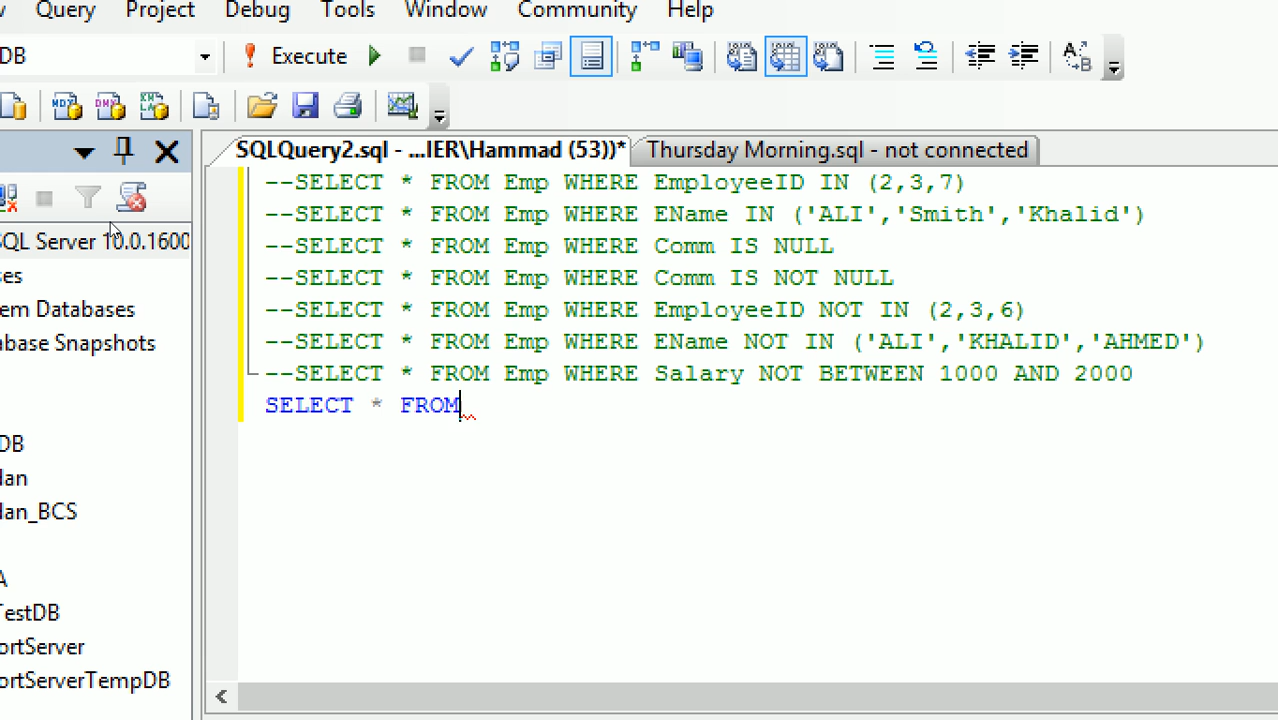 Query Project Debug Tools Window Community Help
DB Execute
SQLQuery2.sql - ...IER\Hammad (53))* Thursday Morning.sql - not connected
--SELECT * FROM Emp WHERE EmployeeID IN (2,3,7)
--SELECT * FROM Emp WHERE EName IN ('ALI','Smith','Khalid')
--SELECT * FROM Emp WHERE Comm IS NULL
--SELECT * FROM Emp WHERE Comm IS NOT NULL
--SELECT * FROM Emp WHERE EmployeeID NOT IN (2,3,6)
--SELECT * FROM Emp WHERE EName NOT IN ('ALI','KHALID','AHMED')
--SELECT * FROM Emp WHERE Salary NOT BETWEEN 1000 AND 2000
SELECT * FROM
SQL Server 10.0.1600
ses
em Databases
abase Snapshots
DB
lan
lan_BCS
A
TestDB
ortServer
ortServerTempDB